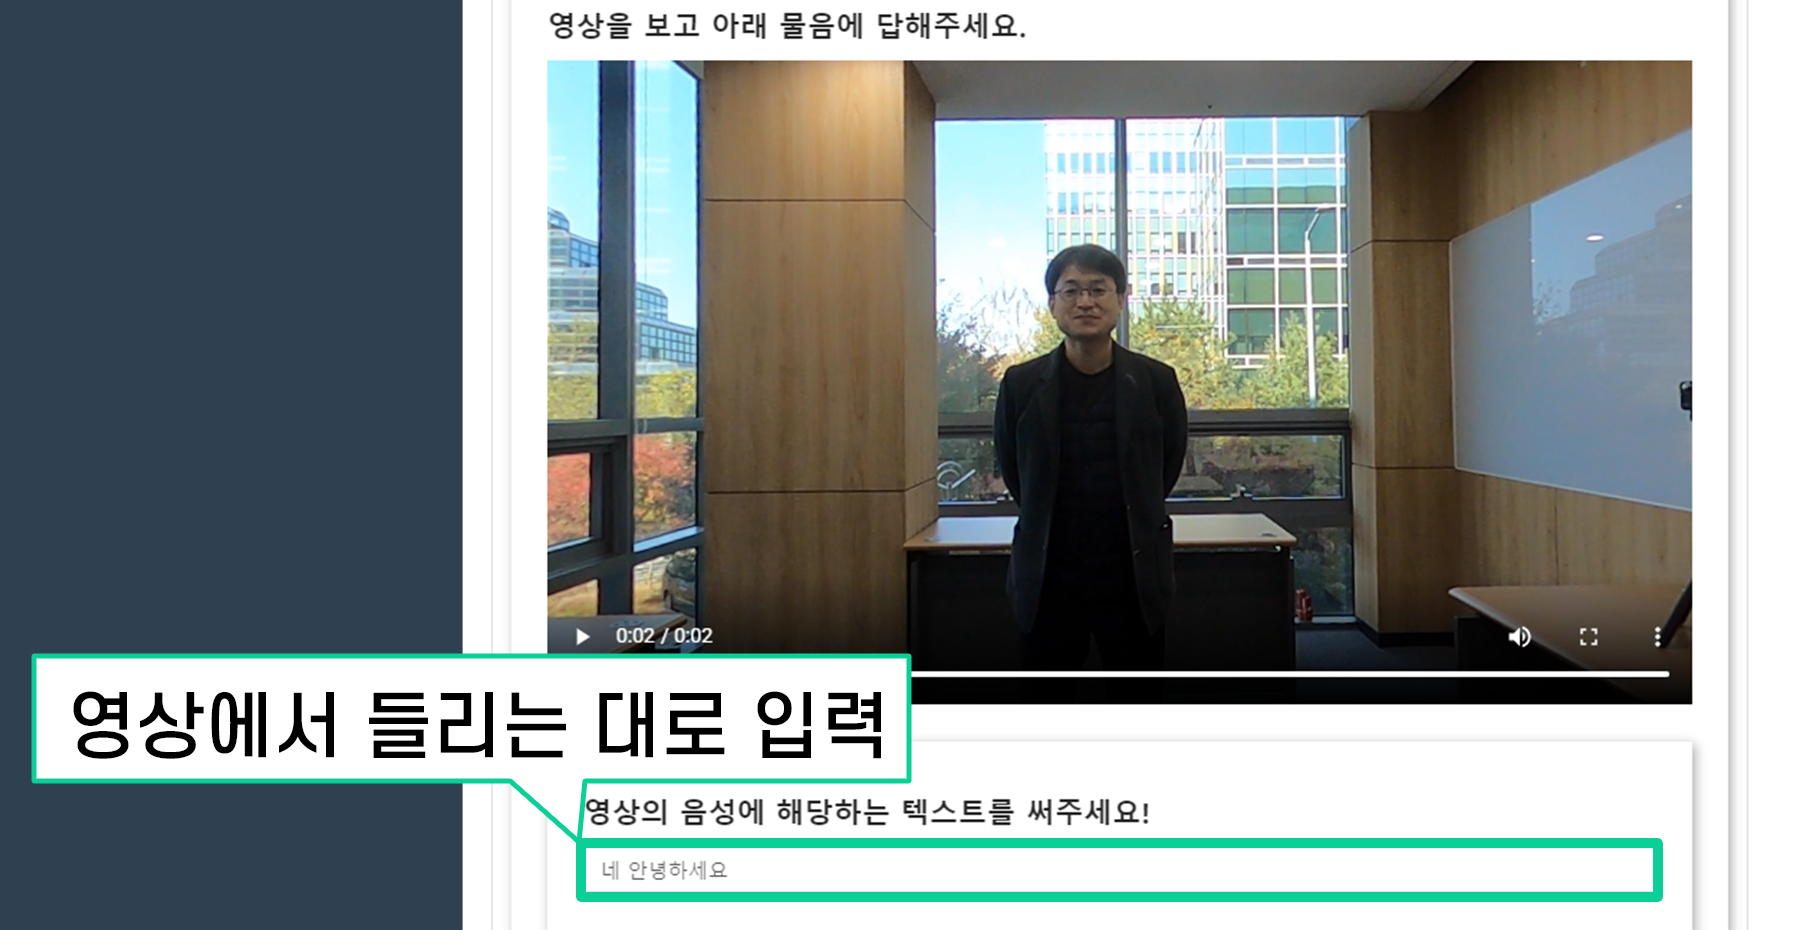 영상을 보고 아래 물음에 답해주세요.
0:02 / 0:02
영상에서 들리는 대로 입력
영상의 음성에 해당하는 텍스트를 써주세요!
네 안녕하세요